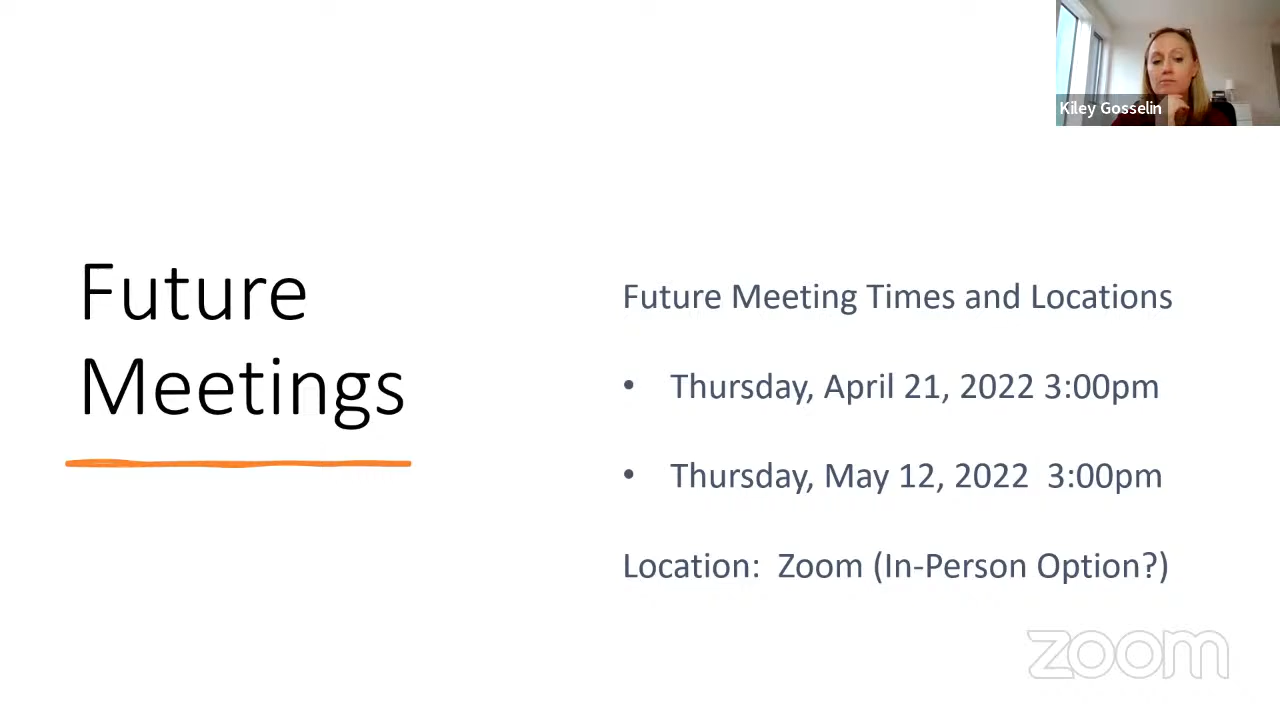 Kiley Gosselin
Future
Meetings
Future Meeting Times and Locations
• Thursday, April 21, 2022 3:00pm
• Thursday, May 12, 2022  3:00pm
Location:  Zoom (In-Person Option?)
zoom